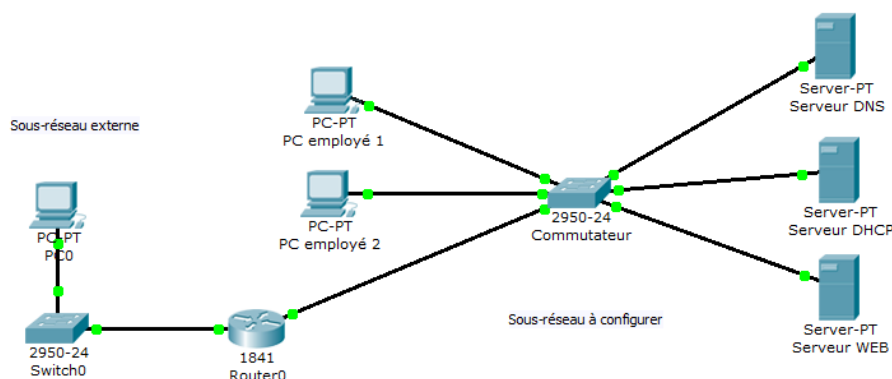 Sous-réseau externe
PC-PT
PC0
2950-24
Switch0
1841
Router0
PC-PT
PC employé 1
PC-PT
PC employé 2
2950-24
Commutateur
Sous-réseau à configurer
Server-PT
Serveur DNS
Server-PT
Serveur DHCP
Server-PT
Serveur WEB